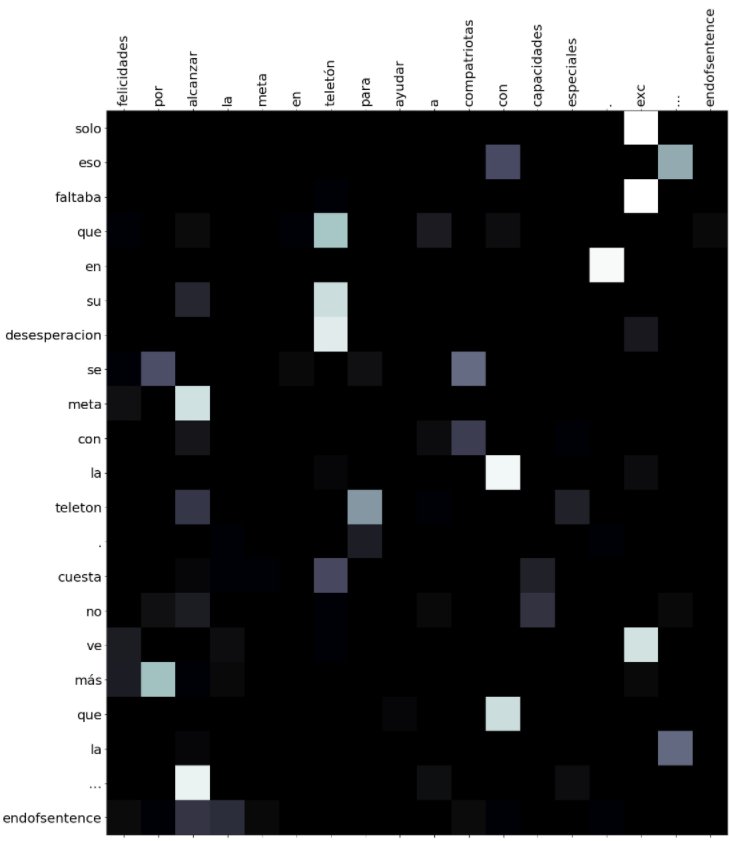 felicidades
por
alcanzar
la
meta
en
teletón
para
ayudar
a
compatriotas
con
capacidades
especiales
.
exc
...
endofsentence
solo
eso
faltaba
que
en
su
desesperacion
se
meta
con
la
teleton
.
cuesta
no
ve
más
que
la
...
endofsentence